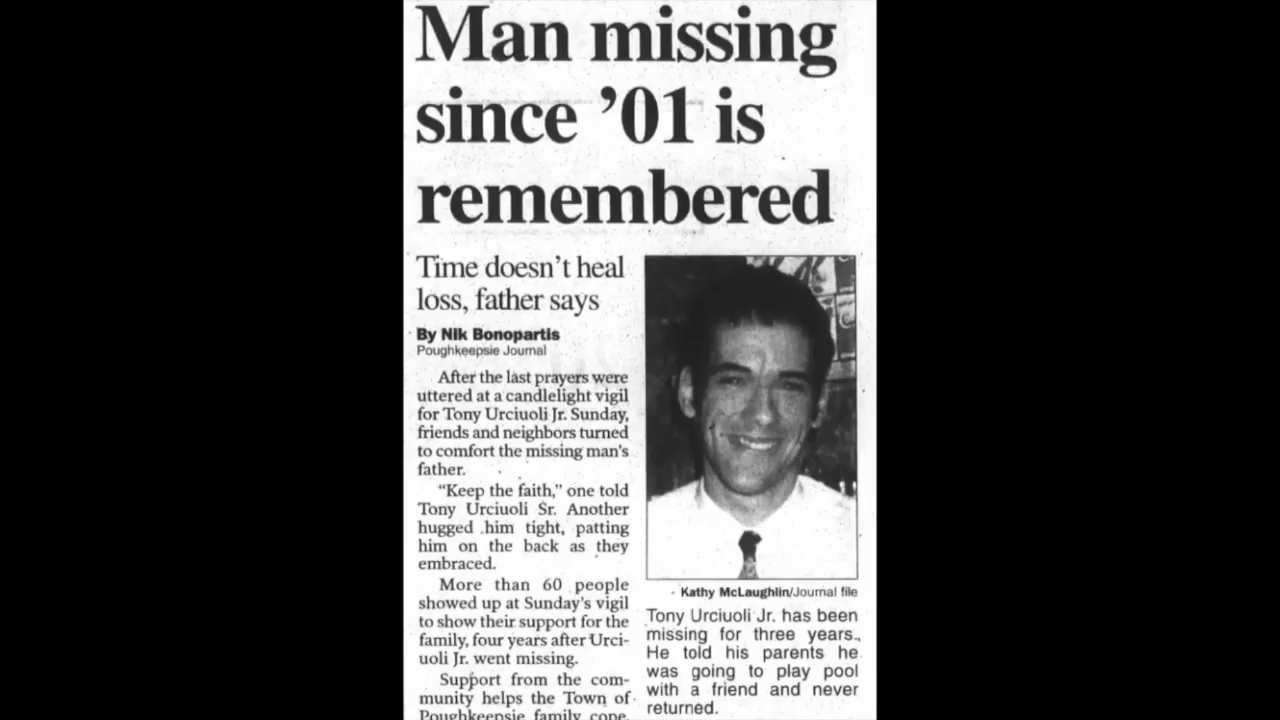 Man missing
since ’01 is
remembered
Time doesn’t heal
loss, father says
By Nik Bonopartis
Poughkeepsie Journal
After the last prayers were
uttered at a candlelight vigil
for Tony Urciuoli Jr. Sunday,
friends and neighbors turned
to comfort the missing man’s
father.
“Keep the faith,” one told
Tony Urciuoli Sr. Another
hugged him tight, patting
him on the back as they
embraced.
More than 60 people
showed up at Sunday’s vigil
to show their support for the
family, four years after Urci-
uoli Jr. went missing.
Support from the com-
munity helps the Town of
Poughkeepsie family cope,
Kathy McLaughlin/Journal file
Tony Urciuoli Jr. has been
missing for three years.
He told his parents he
was going to play pool
with a friend and never
returned.